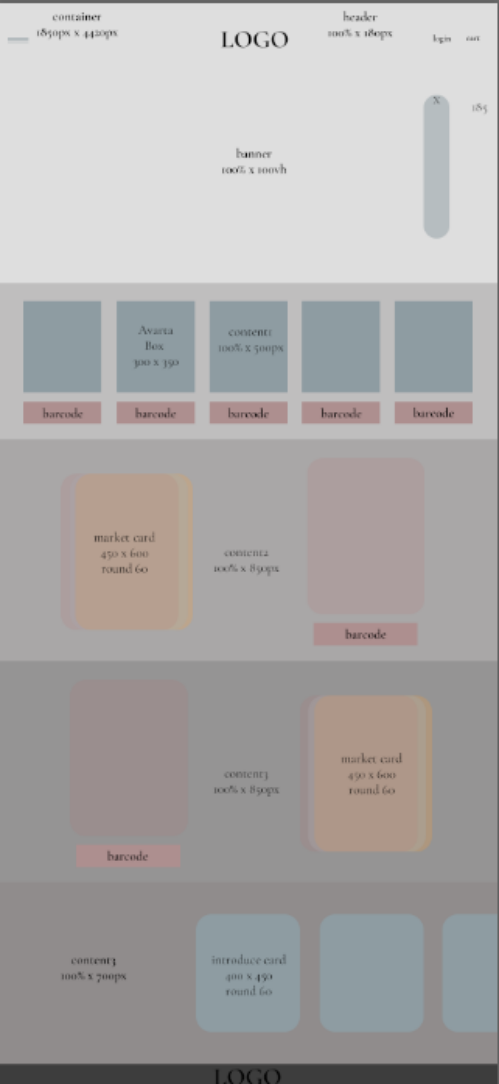 container
1850px x 4420px
LOGO
header
100% x 180px
login
cart
X
185
banner
100% x 100vh
Avarta
Box
300 x 350
content1
100% x 500px
barcode
barcode
barcode
barcode
barcode
market card
450 x 600
round 60
content2
100% x 850px
barcode
content3
100% x 850px
market card
450 x 600
round 60
barcode
content3
100% x 700px
introduce card
400 x 450
round 60
LOGO